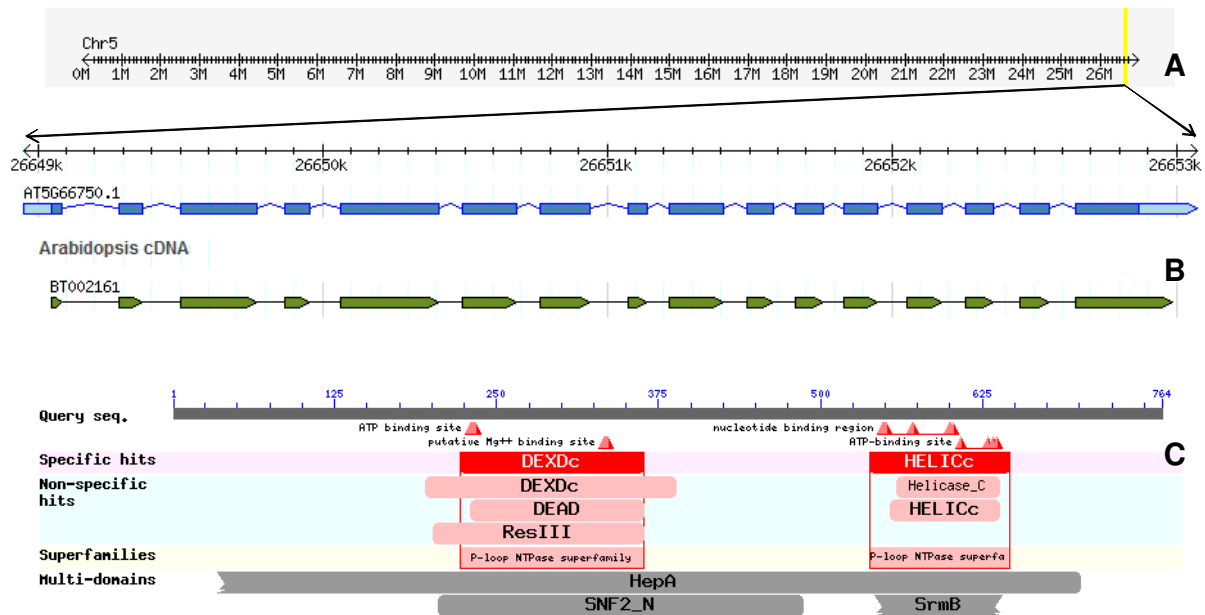 Chr5
0M 1M 2M 3M 4M 5M 6M 7M 8M 9M 10M 11M 12M 13M 14M 15M 16M 17M 18M 19M 20M 21M 22M 23M 24M 25M 26M
A
26649k 26650k 26651k 26652k 26653k
AT5G66750.1
Arabidopsis cDNA
B
BT002161
1 125 250 375 500 625 764
Query seq.
ATP binding site
nucleotide binding region
putative Mg++ binding site
ATP-binding site
C
Specific hits
DEXDc
HELICc
Non-specific hits
DEXDc
Helicase_C
DEAD
HELICc
ResIII
Superfamilies
P-loop NTPase superfamily
P-loop NTPase superfa
Multi-domains
HepA
SNF2_N
SrmB